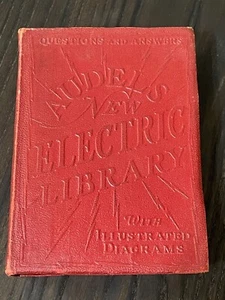 QUESTIONS AND ANSWERS
AUDELS
NEW
ELECTRIC
LIBRARY
WITH
ILLUSTRATED
DIAGRAMS